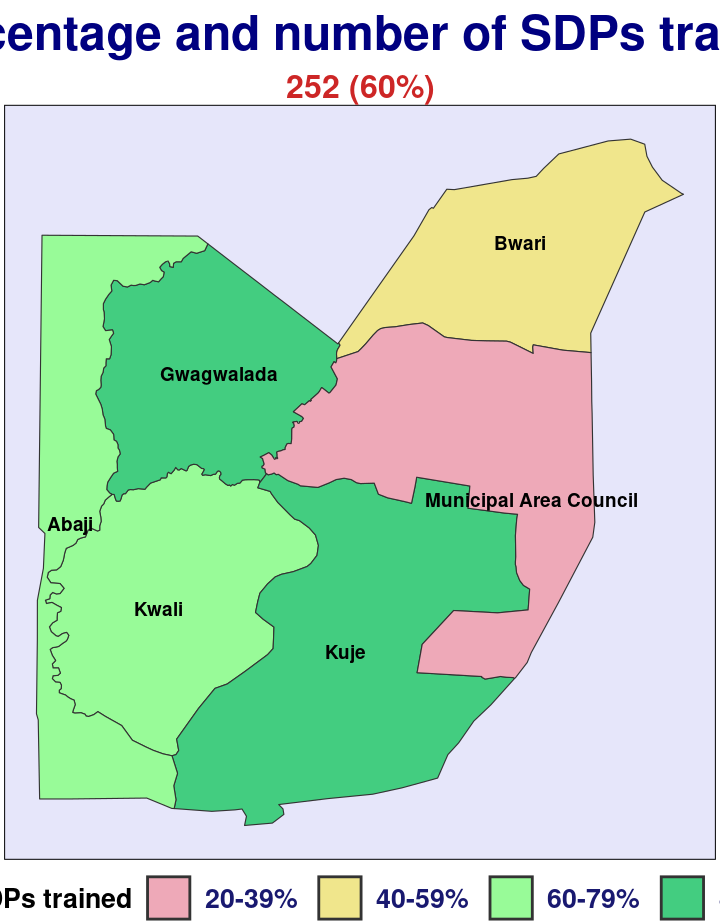 centage and number of SDPs tra
252 (60%)
Bwari
Gwagwalada
Municipal Area Council
Abaji
Kwali
Kuje
DPs trained 20-39% 40-59% 60-79%